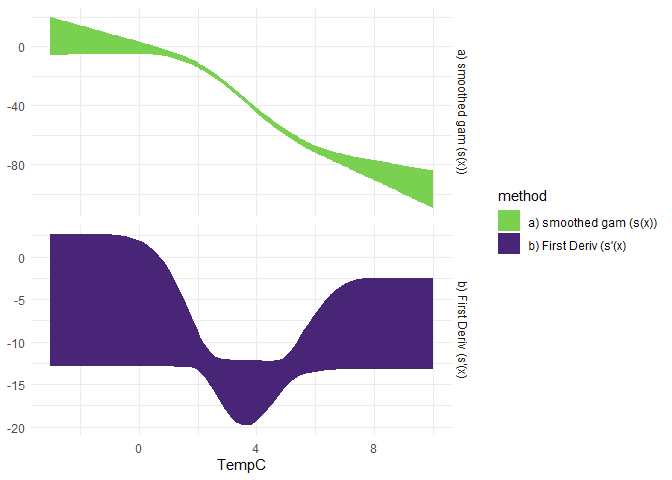 0
-40
-80
a) smoothed gam (s(x))
0
-5
-10
-15
-20
b) First Deriv (s'(x)
0 4 8
TempC
method
a) smoothed gam (s(x))
b) First Deriv (s'(x)